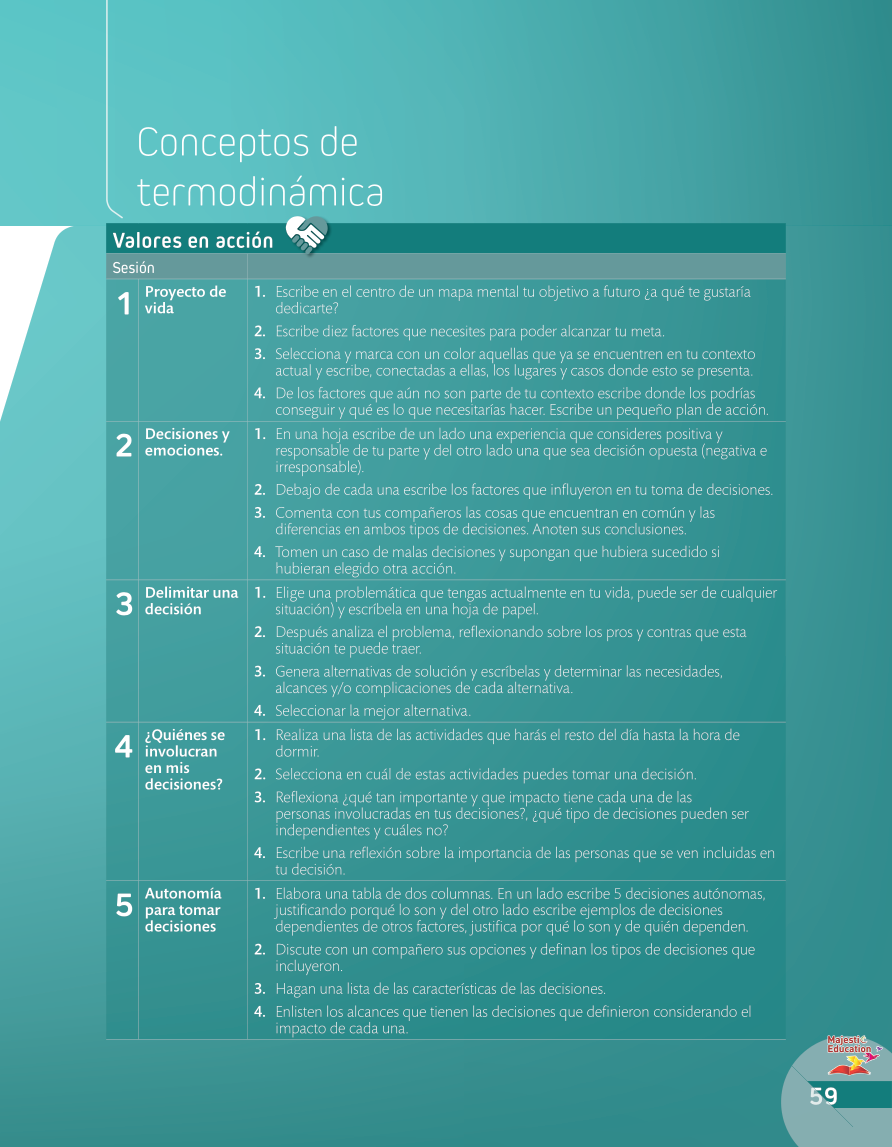 Conceptos de
termodinámica
Valores en acción
Sesión
1
Proyecto de
vida
1. Escribe en el centro de un mapa mental tu objetivo a futuro ¿a qué te gustaría
dedicarte?
2. Escribe diez factores que necesites para poder alcanzar tu meta.
3. Selecciona y marca con un color aquellas que ya se encuentren en tu contexto
actual y escribe, conectadas a ellas, los lugares y casos donde esto se presenta.
4. De los factores que aún no son parte de tu contexto escribe donde los podrías
conseguir y qué es lo que necesitarías hacer. Escribe un pequeño plan de acción.
2
Decisiones y
emociones.
1. En una hoja escribe de un lado una experiencia que consideres positiva y
responsable de tu parte y del otro lado una que sea decisión opuesta (negativa e
irresponsable).
2. Debajo de cada una escribe los factores que influyeron en tu toma de decisiones.
3. Comenta con tus compañeros las cosas que encuentran en común y las
diferencias en ambos tipos de decisiones. Anoten sus conclusiones.
4. Tomen un caso de malas decisiones y supongan que hubiera sucedido si
hubieran elegido otra acción.
3
Delimitar una
decisión
1. Elige una problemática que tengas actualmente en tu vida, puede ser de cualquier
situación) y escríbela en una hoja de papel.
2. Después analiza el problema, reflexionando sobre los pros y contras que esta
situación te puede traer.
3. Genera alternativas de solución y escríbelas y determinar las necesidades,
alcances y/o complicaciones de cada alternativa.
4. Seleccionar la mejor alternativa.
4
¿Quiénes se
involucran
en mis
decisiones?
1. Realiza una lista de las actividades que harás el resto del día hasta la hora de
dormir.
2. Selecciona en cuál de estas actividades puedes tomar una decisión.
3. Reflexiona ¿qué tan importante y que impacto tiene cada una de las
personas involucradas en tus decisiones?, ¿qué tipo de decisiones pueden ser
independientes y cuáles no?
4. Escribe una reflexión sobre la importancia de las personas que se ven incluidas en
tu decisión.
5
Autonomía
para tomar
decisiones
1. Elabora una tabla de dos columnas. En un lado escribe 5 decisiones autónomas,
justificando porqué lo son y del otro lado escribe ejemplos de decisiones
dependientes de otros factores, justifica por qué lo son y de quién dependen.
2. Discute con un compañero sus opciones y definan los tipos de decisiones que
incluyeron.
3. Hagan una lista de las características de las decisiones.
4. Enlisten los alcances que tienen las decisiones que definieron considerando el
impacto de cada una.
Majestic
Education
59